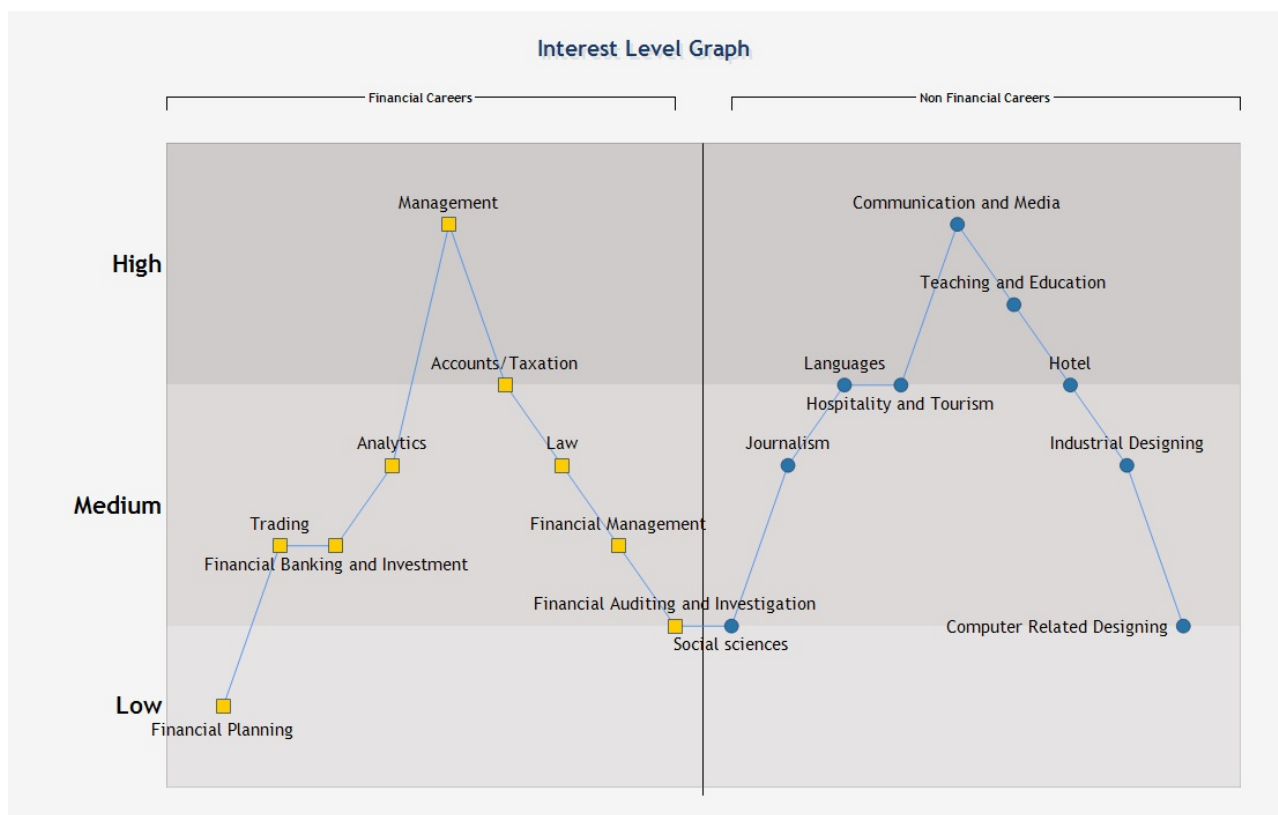 Interest Level Graph
Financial Careers
Non Financial Careers
Management
Communication and Media
High
Teaching and Education
Accounts/Taxation
Languages
Hotel
Hospitality and Tourism
Analytics
Law
Journalism
Industrial Designing
Medium
Trading
Financial Management
Financial Banking and Investment
Financial Auditing and Investigation
Computer Related Designing
Social sciences
Low
Financial Planning